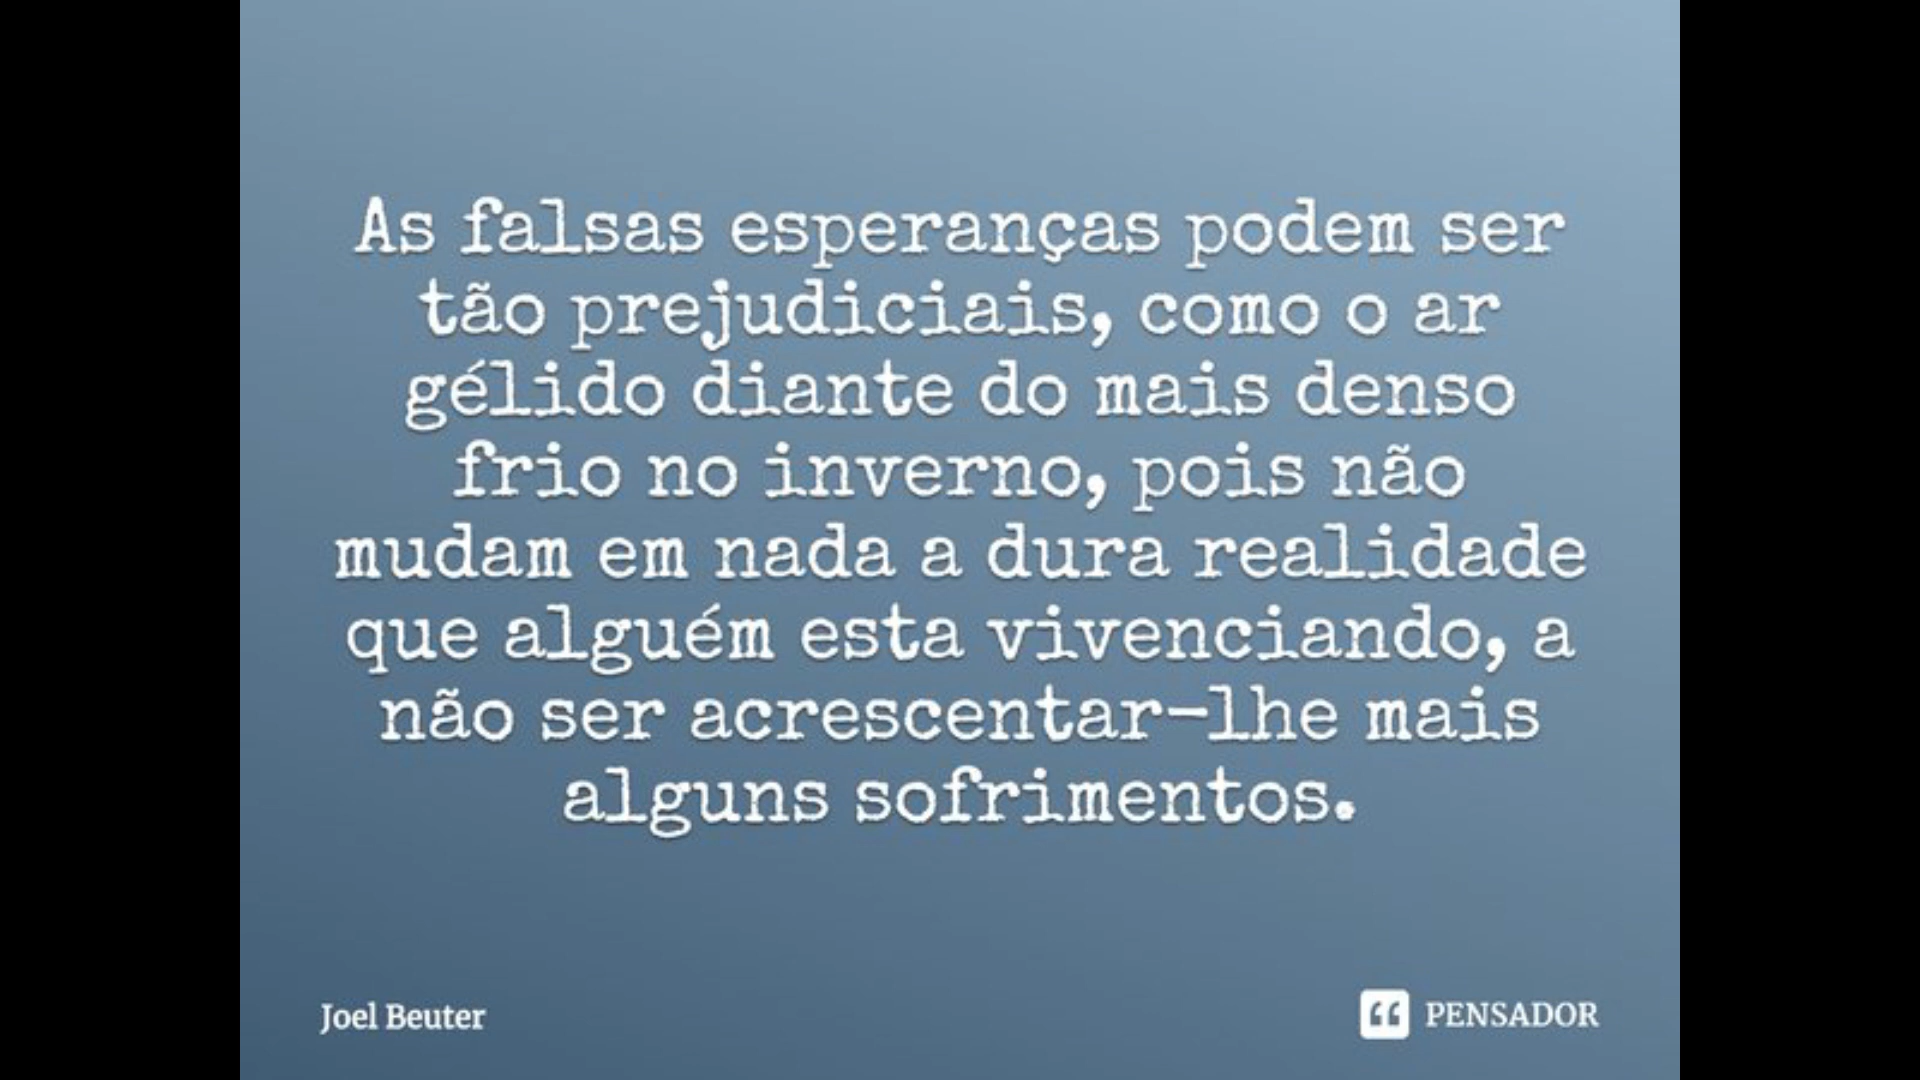 As falsas esperanças podem ser
tão prejudiciais, como o ar
gélido diante do mais denso
frio no inverno, pois não
mudam em nada a dura realidade
que alguém esta vivenciando, a
não ser acrescentar-lhe mais
alguns sofrimentos.
Joel Beuter
PENSADOR